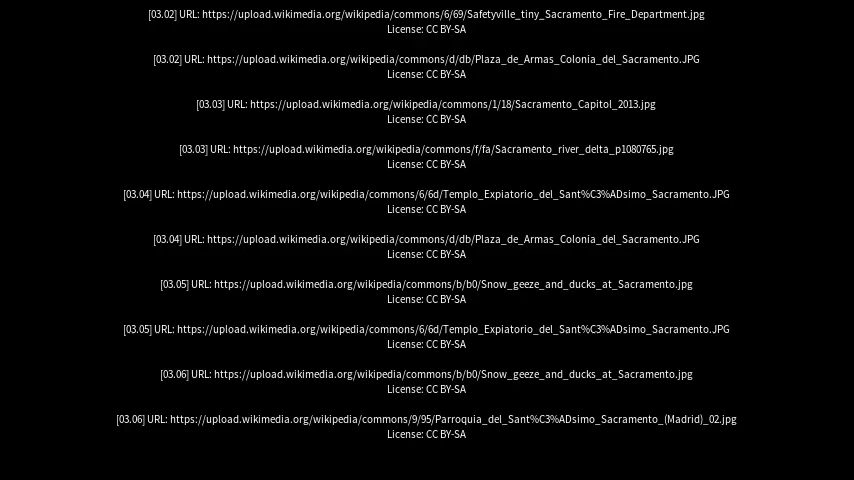 [03.02] URL: https://upload.wikimedia.org/wikipedia/commons/6/69/Safetyville_tiny_Sacramento_Fire_Department.jpg
License: CC BY-SA
[03.02] URL: https://upload.wikimedia.org/wikipedia/commons/d/db/Plaza_de_Armas_Colonia_del_Sacramento.JPG
License: CC BY-SA
[03.03] URL: https://upload.wikimedia.org/wikipedia/commons/1/18/Sacramento_Capitol_2013.jpg
License: CC BY-SA
[03.03] URL: https://upload.wikimedia.org/wikipedia/commons/f/fa/Sacramento_river_delta_p1080765.jpg
License: CC BY-SA
[03.04] URL: https://upload.wikimedia.org/wikipedia/commons/6/6d/Templo_Expiatorio_del_Sant%C3%ADsimo_Sacramento.JPG
License: CC BY-SA
[03.04] URL: https://upload.wikimedia.org/wikipedia/commons/d/db/Plaza_de_Armas_Colonia_del_Sacramento.JPG
License: CC BY-SA
[03.05] URL: https://upload.wikimedia.org/wikipedia/commons/b/b0/Snow_geeze_and_ducks_at_Sacramento.jpg
License: CC BY-SA
[03.05] URL: https://upload.wikimedia.org/wikipedia/commons/6/6d/Templo_Expiatorio_del_Sant%C3%ADsimo_Sacramento.JPG
License: CC BY-SA
[03.06] URL: https://upload.wikimedia.org/wikipedia/commons/b/b0/Snow_geeze_and_ducks_at_Sacramento.jpg
License: CC BY-SA
[03.06] URL: https://upload.wikimedia.org/wikipedia/commons/9/95/Parroquia_del_Sant%C3%ADsimo_Sacramento_(Madrid)_02.jpg
License: CC BY-SA